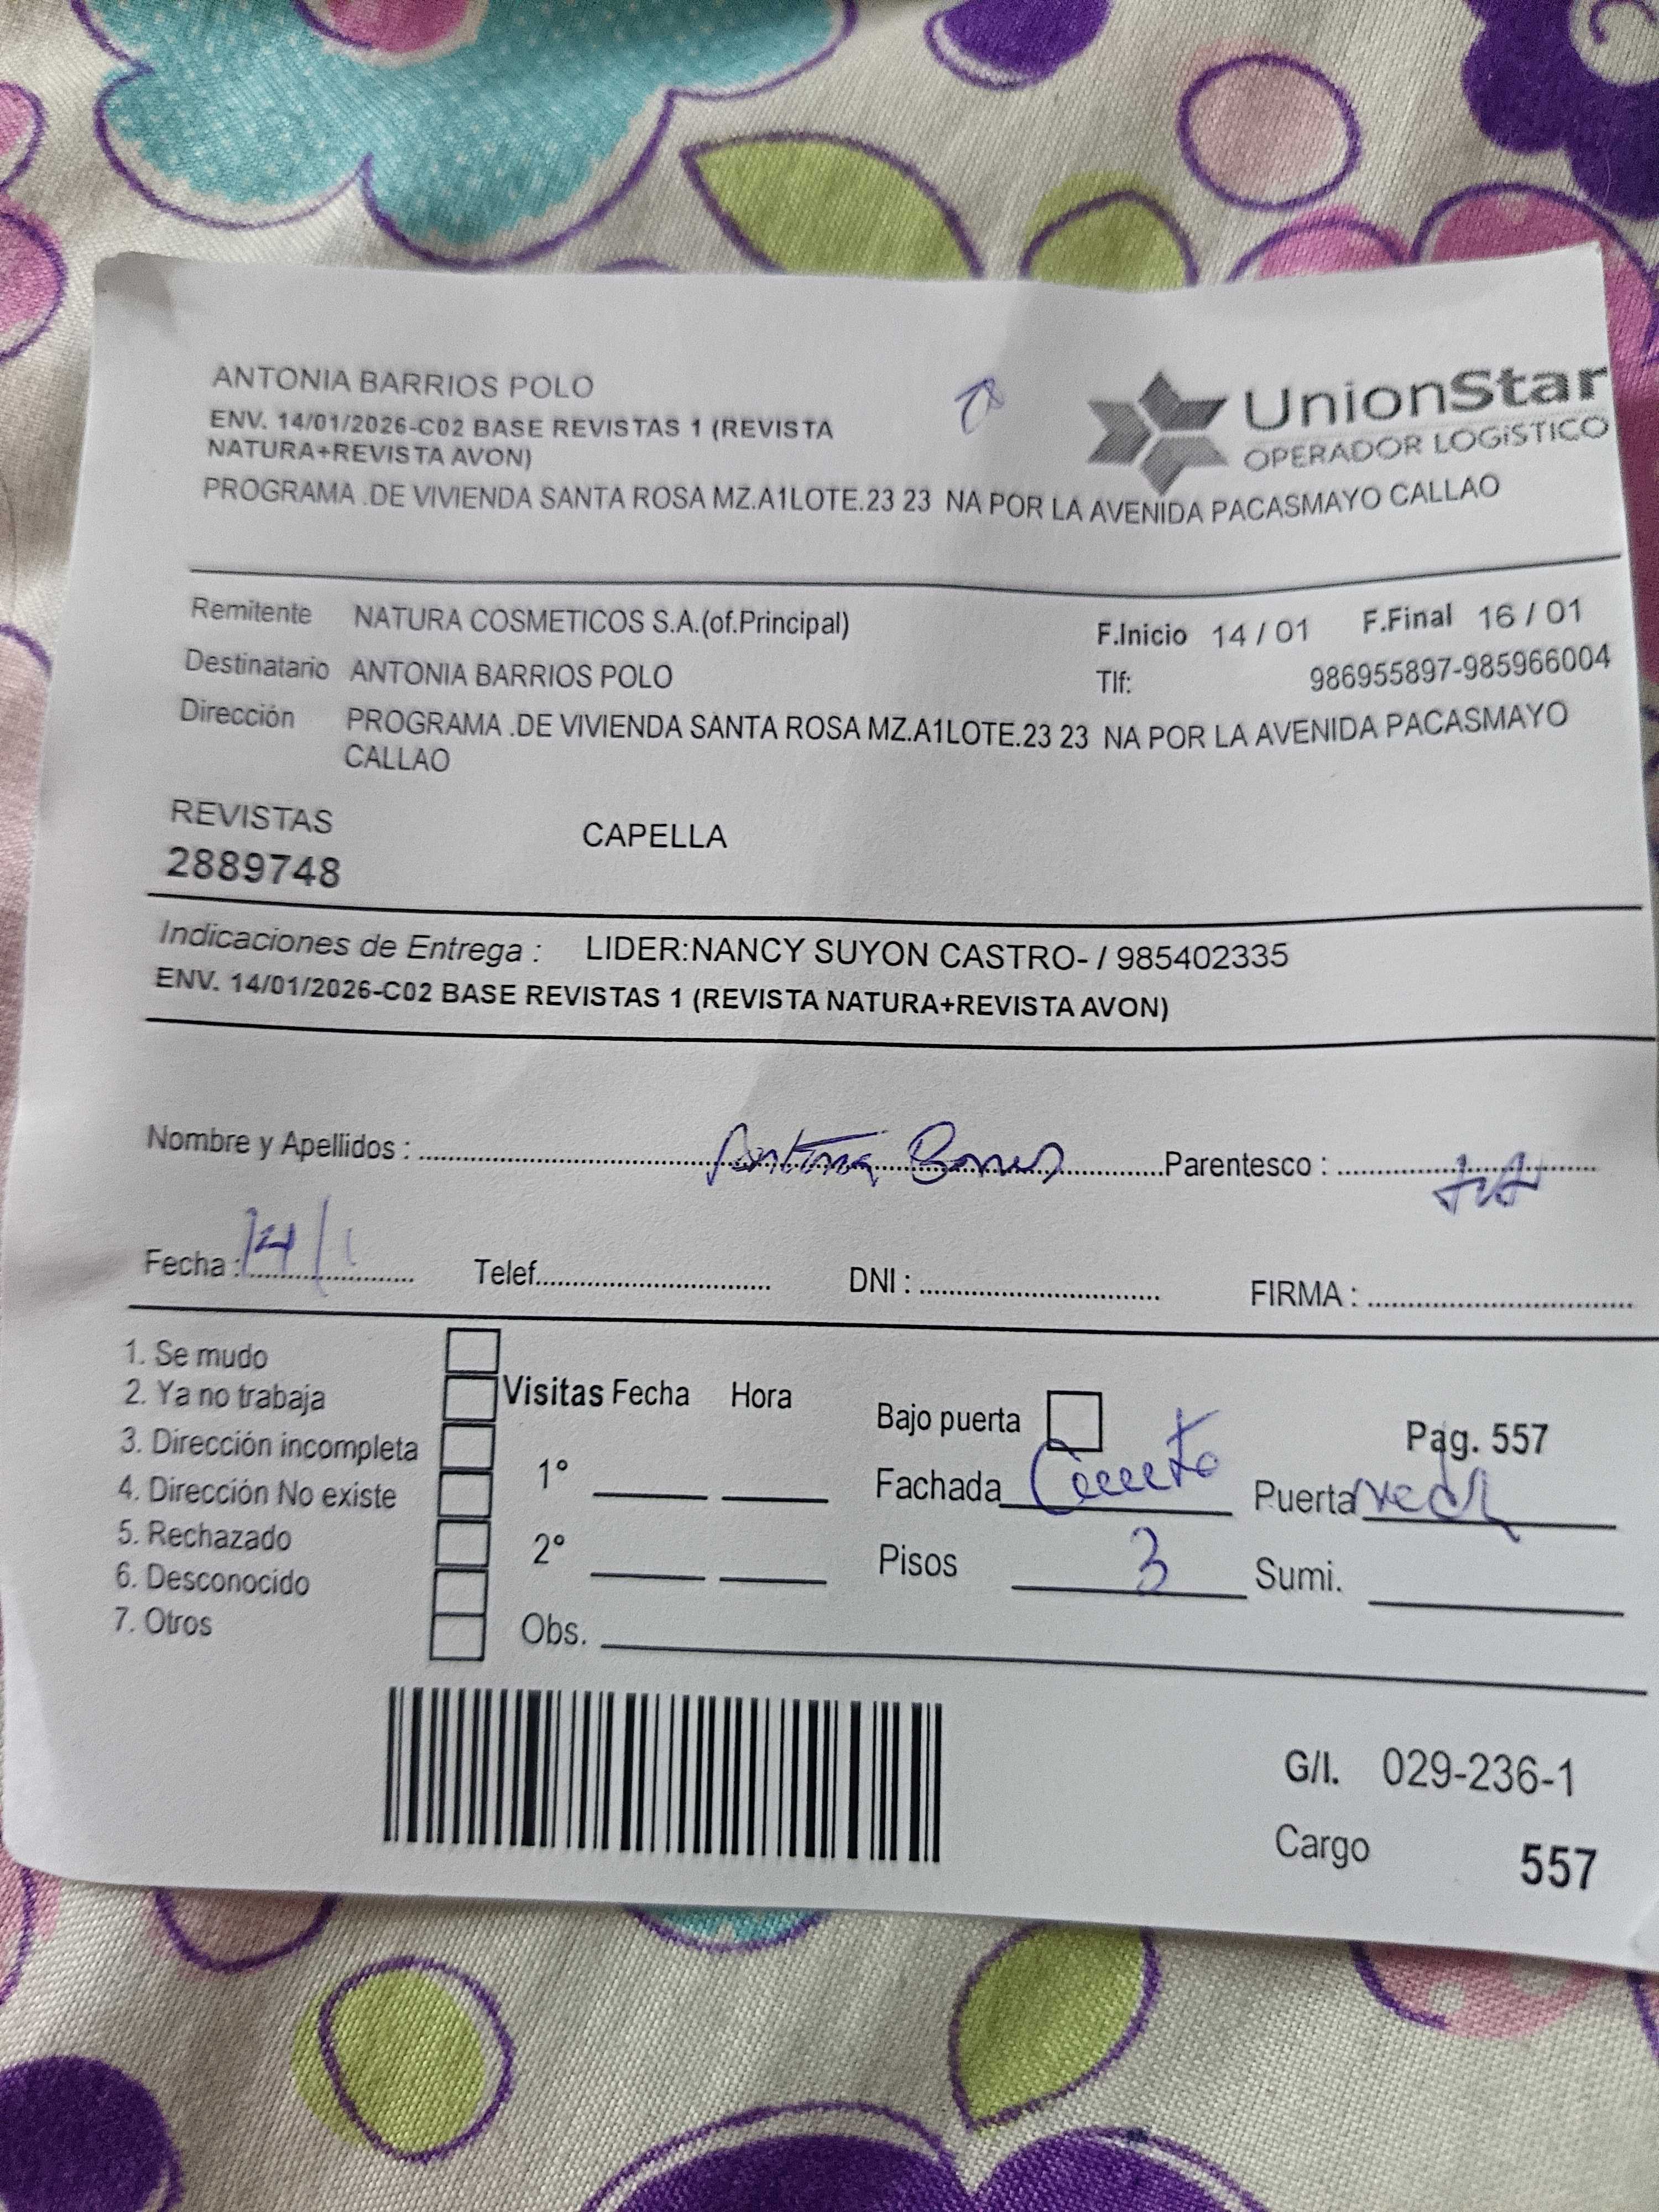 ANTONIA BARRIOS POLO
ENV. 14/01/2026-C02 BASE REVISTAS 1 (REVISTA
NATURA+REVISTA AVON)
UnionStar
OPERADOR LOGíSTICO
PROGRAMA .DE VIVIENDA SANTA ROSA MZ.A1LOTE.23 23 NA POR LA AVENIDA PACASMAYO CALLAO
Remitente NATURA COSMETICOS S.A.(of.Principal) F.Inicio 14 / 01 F.Final 16 / 01
Destinatario ANTONIA BARRIOS POLO Tlf: 986955897-985966004
Dirección PROGRAMA .DE VIVIENDA SANTA ROSA MZ.A1LOTE.23 23 NA POR LA AVENIDA PACASMAYO
CALLAO
REVISTAS CAPELLA
2889748
Indicaciones de Entrega : LIDER:NANCY SUYON CASTRO- / 985402335
ENV. 14/01/2026-C02 BASE REVISTAS 1 (REVISTA NATURA+REVISTA AVON)
Nombre y Apellidos : Antonia Barrios Parentesco :
Fecha : 14/1 Telef. DNI : FIRMA :
1. Se mudo
2. Ya no trabaja Visitas Fecha Hora Bajo puerta Pag. 557
3. Dirección incompleta
4. Dirección No existe 1° Fachada Puerta
5. Rechazado
6. Desconocido 2° Pisos 3 Sumi.
7. Otros Obs.
G/I. 029-236-1
Cargo 557